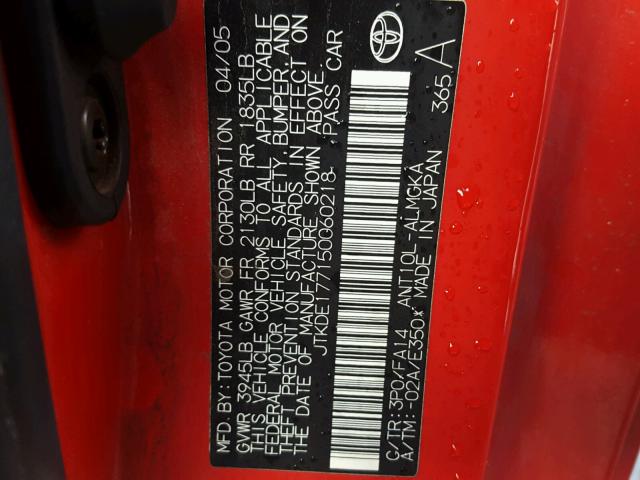 MFD. BY: TOYOTA MOTOR CORPORATION 04/05
GVWR 3945LB GAWR FR 2130LB RR 1835LB
THIS VEHICLE CONFORMS TO ALL APPLICABLE
FEDERAL MOTOR VEHICLE SAFETY, BUMPER, AND
THEFT PREVENTION STANDARDS IN EFFECT ON
THE DATE OF MANUFACTURE SHOWN ABOVE.
JTKDE177150060218 PASS CAR
C/TR: 3P0/FA14 ANT10L-ALMGKA
A/TM: -02A/E350x MADE IN JAPAN
365 A